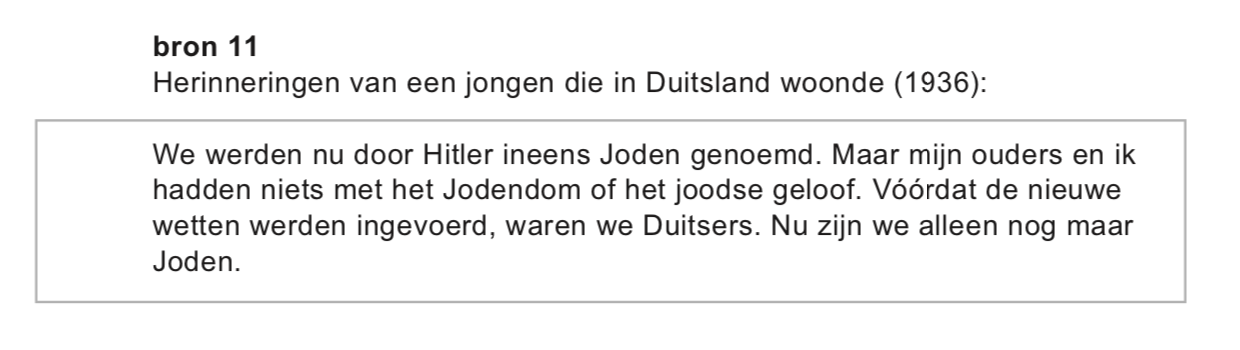 bron 11
Herinneringen van een jongen die in Duitsland woonde (1936):
We werden nu door Hitler ineens Joden genoemd. Maar mijn ouders en ik
hadden niets met het Jodendom of het joodse geloof. Vóórdat de nieuwe
wetten werden ingevoerd, waren we Duitsers. Nu zijn we alleen nog maar
Joden.